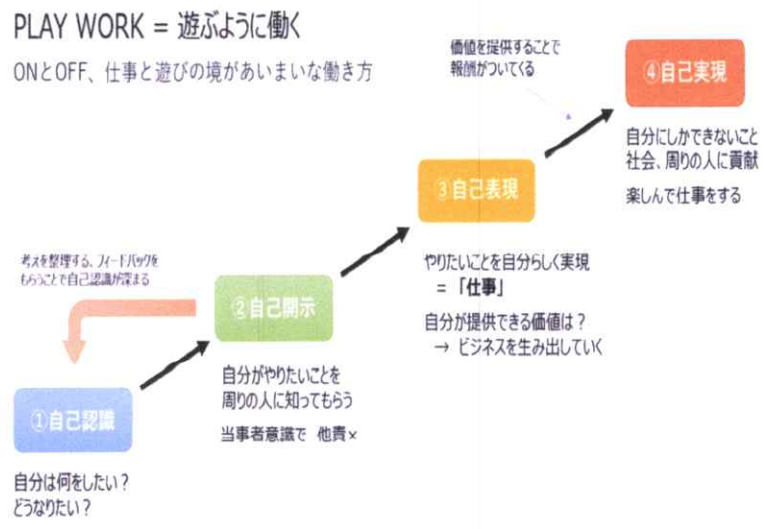 PLAY WORK = 遊ぶように働く
ONとOFF、仕事と遊びの境があいまいな働き方
価値を提供することで
報酬がついてくる
④自己実現
自分にしかできないこと
社会、周りの人に貢献
楽しんで仕事をする
③自己表現
やりたいことを自分らしく実現
=「仕事」
自分が提供できる価値は?
→ ビジネスを生み出していく
考えを整理する、フィードバックを
もらうことで自己認識が深まる
②自己開示
自分がやりたいことを
周りの人に知ってもらう
当事者意識で 他責×
①自己認識
自分は何をしたい?
どうなりたい?